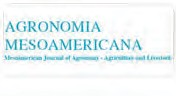 AGRONOMIA
MESOAMERICANA
Mesoamerican Journal of Agronomy - Agriculture and Livestock